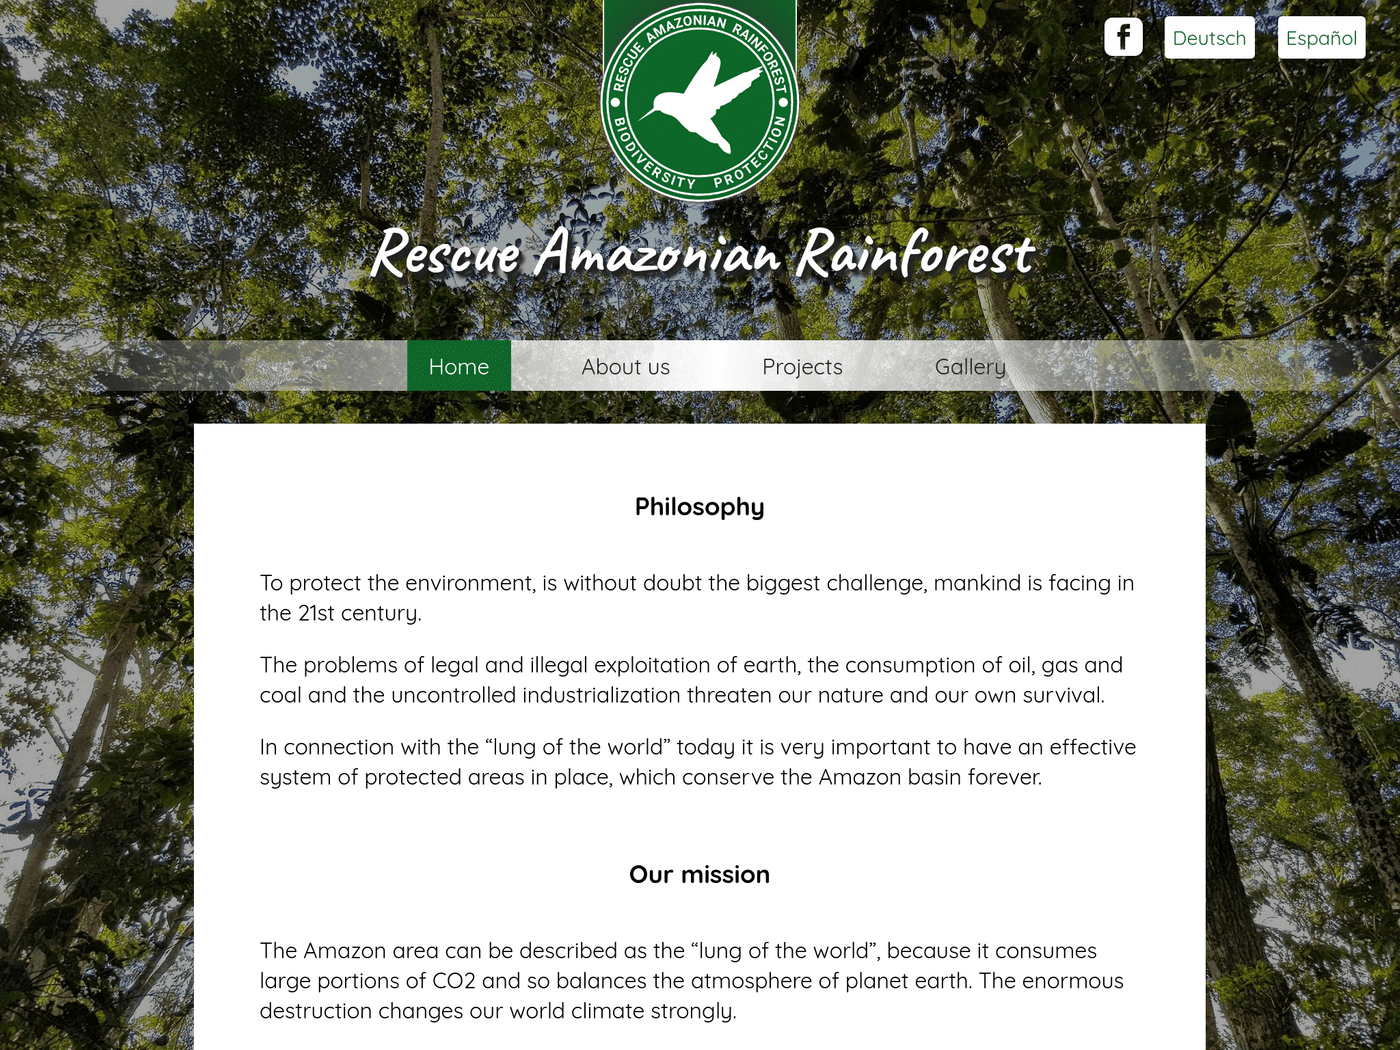 RESCUE AMAZONIAN RAINFOREST
BIODIVERSITY PROTECTION
f
Deutsch
Español
Rescue Amazonian Rainforest
Home
About us
Projects
Gallery
Philosophy
To protect the environment, is without doubt the biggest challenge, mankind is facing in
the 21st century.
The problems of legal and illegal exploitation of earth, the consumption of oil, gas and
coal and the uncontrolled industrialization threaten our nature and our own survival.
In connection with the “lung of the world” today it is very important to have an effective
system of protected areas in place, which conserve the Amazon basin forever.
Our mission
The Amazon area can be described as the “lung of the world”, because it consumes
large portions of CO2 and so balances the atmosphere of planet earth. The enormous
destruction changes our world climate strongly.